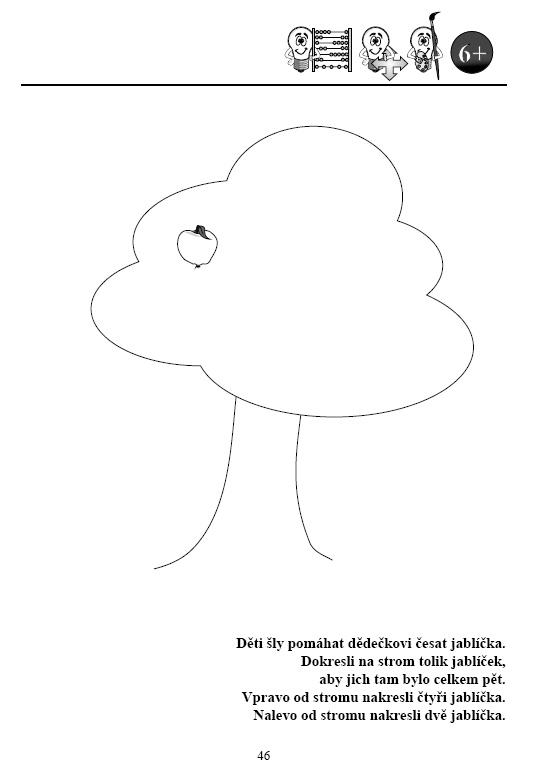 6+
Děti šly pomáhat dědečkovi česat jablíčka.
Dokresli na strom tolik jablíček,
aby jich tam bylo celkem pět.
Vpravo od stromu nakresli čtyři jablíčka.
Nalevo od stromu nakresli dvě jablíčka.
46